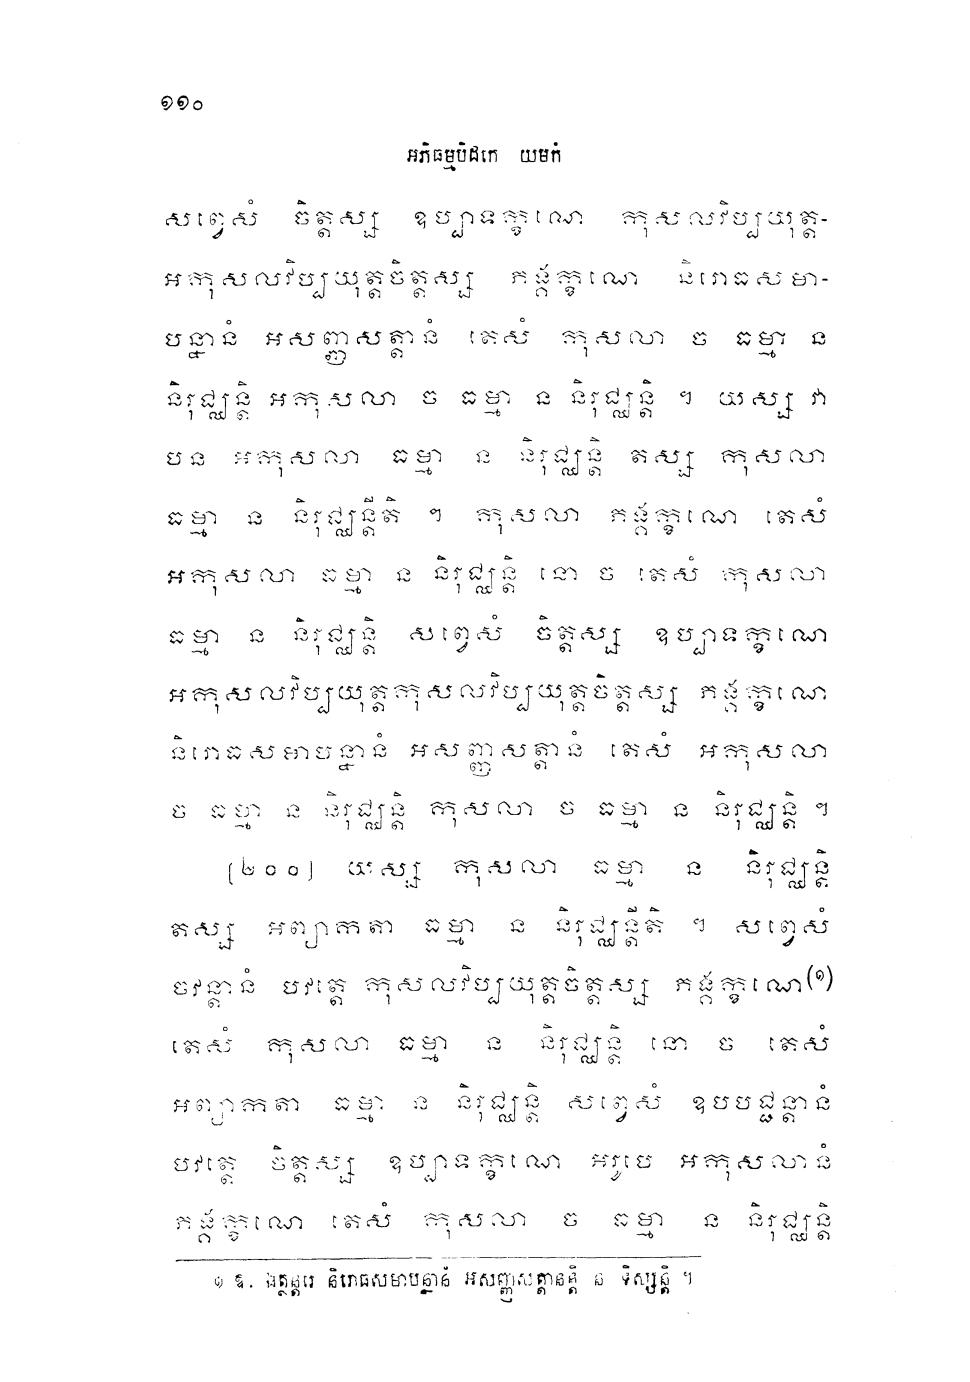 ១១០
អភិធម្មបិដកេ យមកំ
សព្វេសំ ចិត្តស្ស ឧប្បាទក្ខណេ កុសលវិប្បយុត្ត-
អកុសលវិប្បយុត្តចិត្តស្ស ភង្គក្ខណេ និរោធសមា-
បន្នានំ អសញ្ញសត្តានំ តេសំ កុសលា ច ធម្មា ន
និរុជ្ឈន្តិ អកុសលា ច ធម្មា ន និរុជ្ឈន្តិ ។ យស្ស វា
បន អកុសលា ធម្មា ន និរុជ្ឈន្តិ តស្ស កុសលា
ធម្មា ន និរុជ្ឈន្តីតិ ។ កុសលា ភង្គក្ខណេ តេសំ
អកុសលា ធម្មា ន និរុជ្ឈន្តិ នោ ច តេសំ កុសលា
ធម្មា ន និរុជ្ឈន្តិ សព្វេសំ ចិត្តស្ស ឧប្បាទក្ខណេ
អកុសលវិប្បយុត្តកុសលវិប្បយុត្តចិត្តស្ស ភង្គក្ខណេ
និរោធសមាបន្នានំ អសញ្ញសត្តានំ តេសំ អកុសលា
ច ធម្មា ន និរុជ្ឈន្តិ កុសលា ច ធម្មា ន និរុជ្ឈន្តិ ។
(២០០) យស្ស កុសលា ធម្មា ន និរុជ្ឈន្តិ
តស្ស អព្យាកតា ធម្មា ន និរុជ្ឈន្តីតិ ។ សព្វេសំ
ចវន្តានំ បវត្តេ កុសលវិប្បយុត្តចិត្តស្ស ភង្គក្ខណេ(១)
តេសំ កុសលា ធម្មា ន និរុជ្ឈន្តិ នោ ច តេសំ
អព្យាកតា ធម្មា ន និរុជ្ឈន្តិ សព្វេសំ ឧបបជ្ជន្តានំ
បវត្តេ ចិត្តស្ស ឧប្បាទក្ខណេ អរូបេ អកុសលានំ
ភង្គក្ខណេ តេសំ កុសលា ច ធម្មា ន និរុជ្ឈន្តិ
១ ឱ. ឯត្ថន្តរេ និរោធសមាបន្នានំ អសញ្ញសត្តានន្តិ ន ទិស្សន្តិ ។